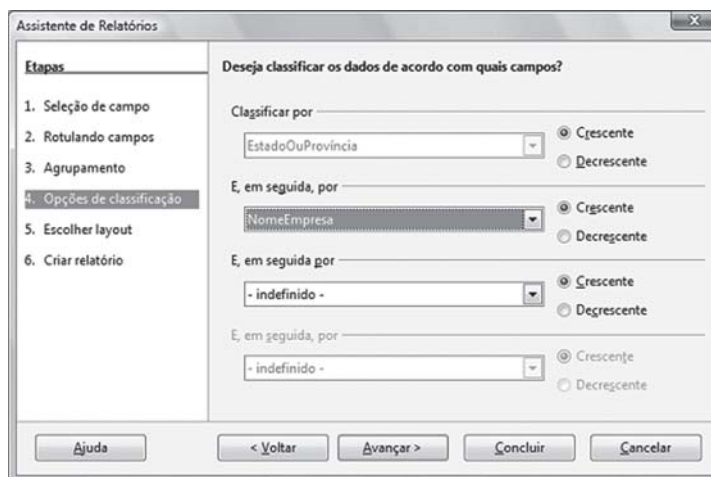 Assistente de Relatórios
Etapas
1. Seleção de campo
2. Rotulando campos
3. Agrupamento
4. Opções de classificação
5. Escolher layout
6. Criar relatório
Deseja classificar os dados de acordo com quais campos?
Classificar por
EstadoOuProvíncia
Crescente
Decrescente
E, em seguida, por
NomeEmpresa
Crescente
Decrescente
E, em seguida por
- indefinido -
Crescente
Decrescente
E, em seguida, por
- indefinido -
Crescente
Decrescente
Ajuda
< Voltar
Avançar >
Concluir
Cancelar